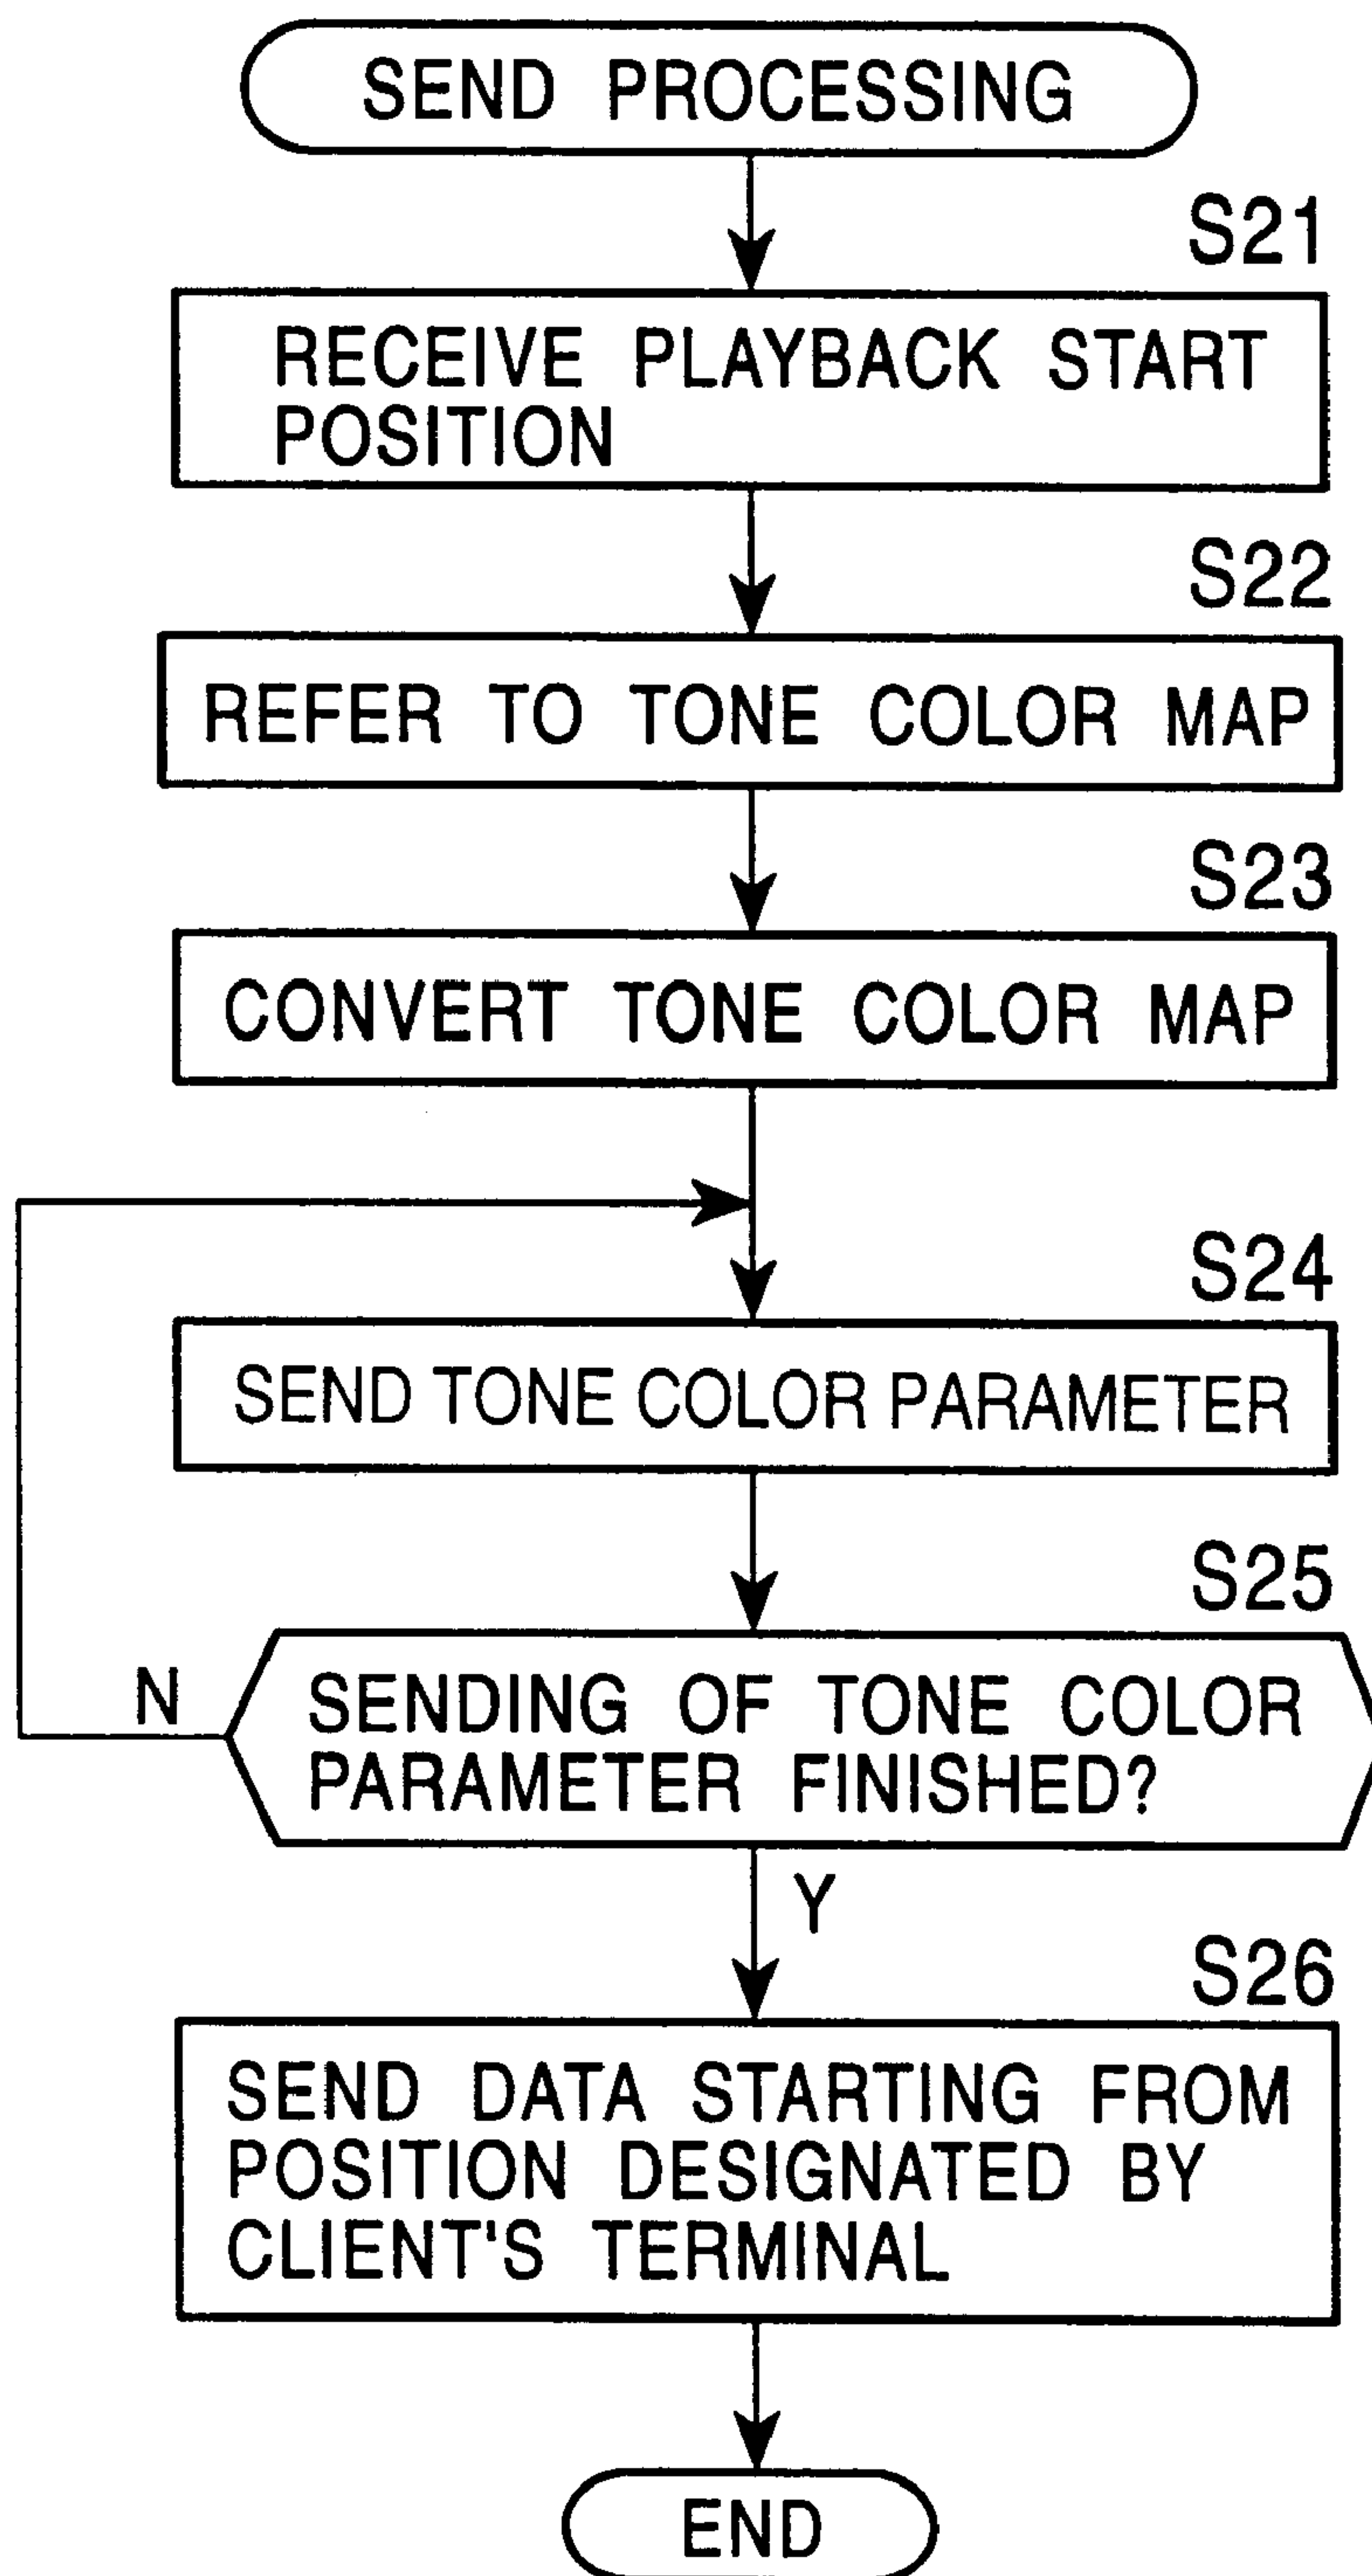 SEND PROCESSING
S21
RECEIVE PLAYBACK START
POSITION
S22
REFER TO TONE COLOR MAP
S23
CONVERT TONE COLOR MAP
S24
SEND TONE COLOR PARAMETER
S25
N
SENDING OF TONE COLOR
PARAMETER FINISHED?
Y
S26
SEND DATA STARTING FROM
POSITION DESIGNATED BY
CLIENT'S TERMINAL
END